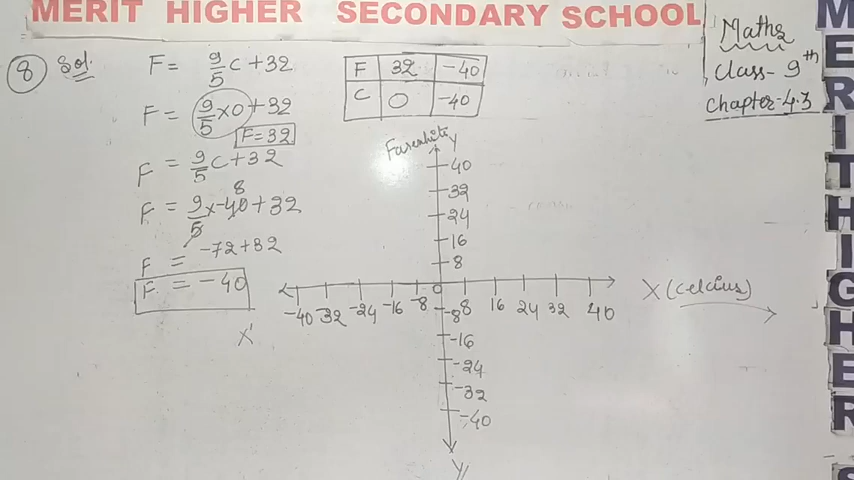 MERIT HIGHER SECONDARY SCHOOL
Maths
Class- 9th
Chapter-4.3
8 Sol.
F = 9/5 C + 32
F = 9/5 × 0 + 32
F = 32
F = 9/5 C + 32
8
F = 9/5 × -40 + 32
F = -72+32
F = -40
F 32 -40
C 0 -40
Farenhite Y
40
32
24
16
8
0
-40 -32 -24 -16 -8 8 16 24 32 40
X (Celcius)
X'
-8
-16
-24
-32
-40
Y'
MERIT HIGHER S